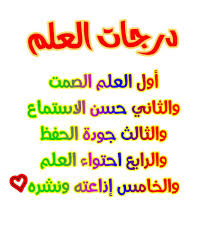 درجات العلم
أول العلم الصمت
والثاني حسن الاستماع
والثالث جودة الحفظ
والرابع احتواء العلم
والخامس إذاعته ونشره